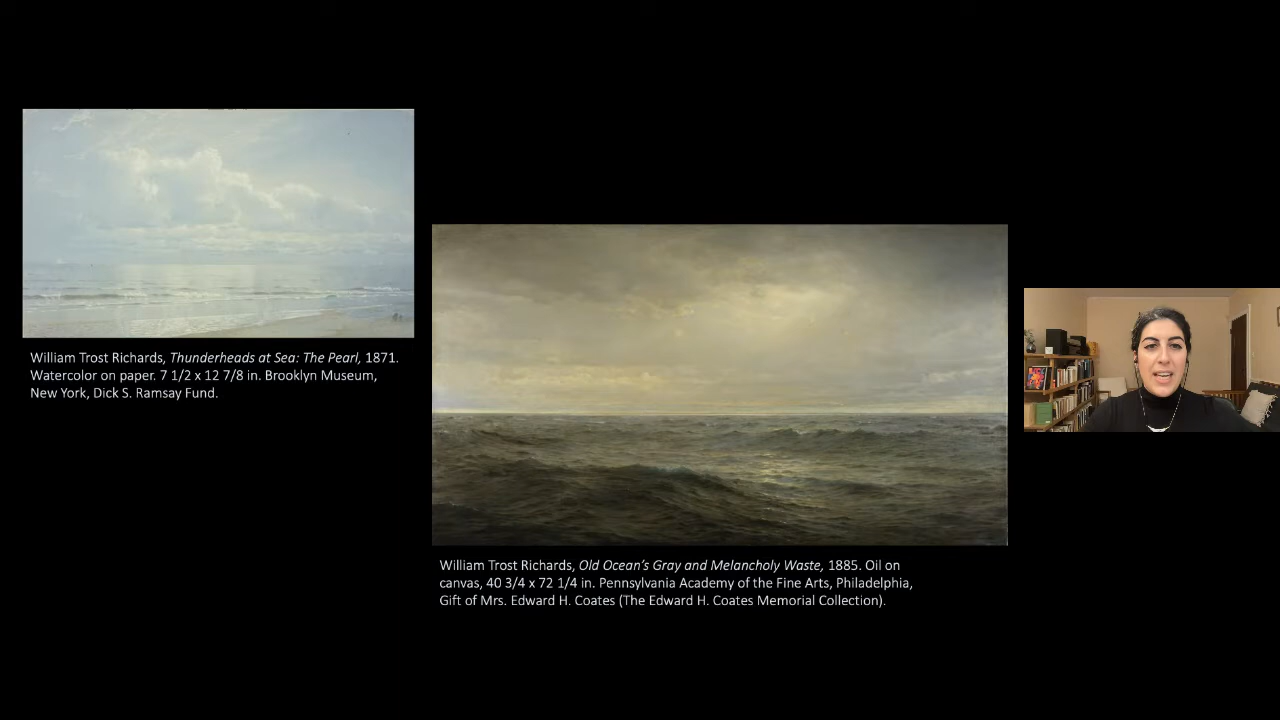 William Trost Richards, Thunderheads at Sea: The Pearl, 1871.
Watercolor on paper. 7 1/2 x 12 7/8 in. Brooklyn Museum,
New York, Dick S. Ramsay Fund.
William Trost Richards, Old Ocean's Gray and Melancholy Waste, 1885. Oil on
canvas, 40 3/4 x 72 1/4 in. Pennsylvania Academy of the Fine Arts, Philadelphia,
Gift of Mrs. Edward H. Coates (The Edward H. Coates Memorial Collection).